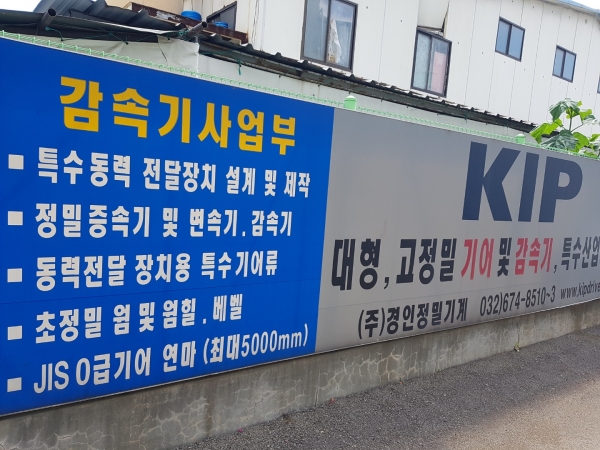 감속기사업부
▪ 특수동력 전달장치 설계 및 제작
▪ 정밀증속기 및 변속기. 감속기
▪ 동력전달 장치용 특수기어류
▪ 초정밀 웜 및 웜휠. 베벨
▪ JIS 0급기어 연마 (최대5000mm)
KIP
대형, 고정밀 기어 및 감속기, 특수산업
(주)경인정밀기계 032)674-8510~3 www.kipdrive